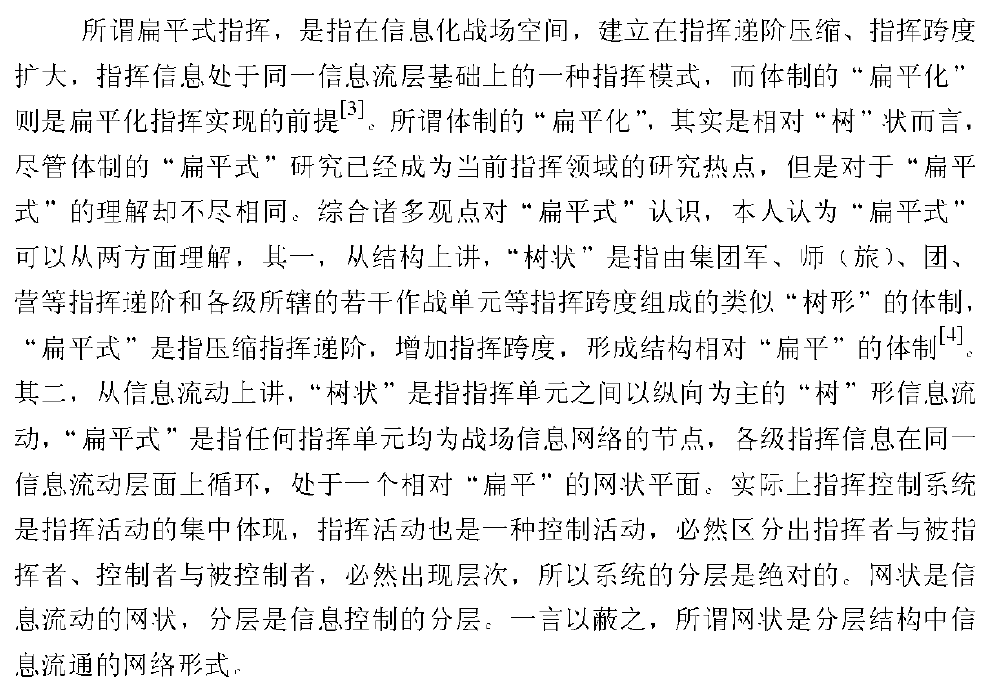 所谓扁平式指挥，是指在信息化战场空间，建立在指挥递阶压缩、指挥跨度
扩大，指挥信息处于同一信息流层基础上的一种指挥模式，而体制的“扁平化”
则是扁平化指挥实现的前提[3]。所谓体制的“扁平化”，其实是相对“树”状而言，
尽管体制的“扁平式”研究已经成为当前指挥领域的研究热点，但是对于“扁平
式”的理解却不尽相同。综合诸多观点对“扁平式”认识，本人认为“扁平式”
可以从两方面理解，其一，从结构上讲，“树状”是指由集团军、师（旅）、团、
营等指挥递阶和各级所辖的若干作战单元等指挥跨度组成的类似“树形”的体制，
“扁平式”是指压缩指挥递阶，增加指挥跨度，形成结构相对“扁平”的体制[4]。
其二，从信息流动上讲，“树状”是指指挥单元之间以纵向为主的“树”形信息流
动，“扁平式”是指任何指挥单元均为战场信息网络的节点，各级指挥信息在同一
信息流动层面上循环，处于一个相对“扁平”的网状平面。实际上指挥控制系统
是指挥活动的集中体现，指挥活动也是一种控制活动，必然区分出指挥者与被指
挥者、控制者与被控制者，必然出现层次，所以系统的分层是绝对的。网状是信
息流动的网状，分层是信息控制的分层。一言以蔽之，所谓网状是分层结构中信
息流通的网络形式。